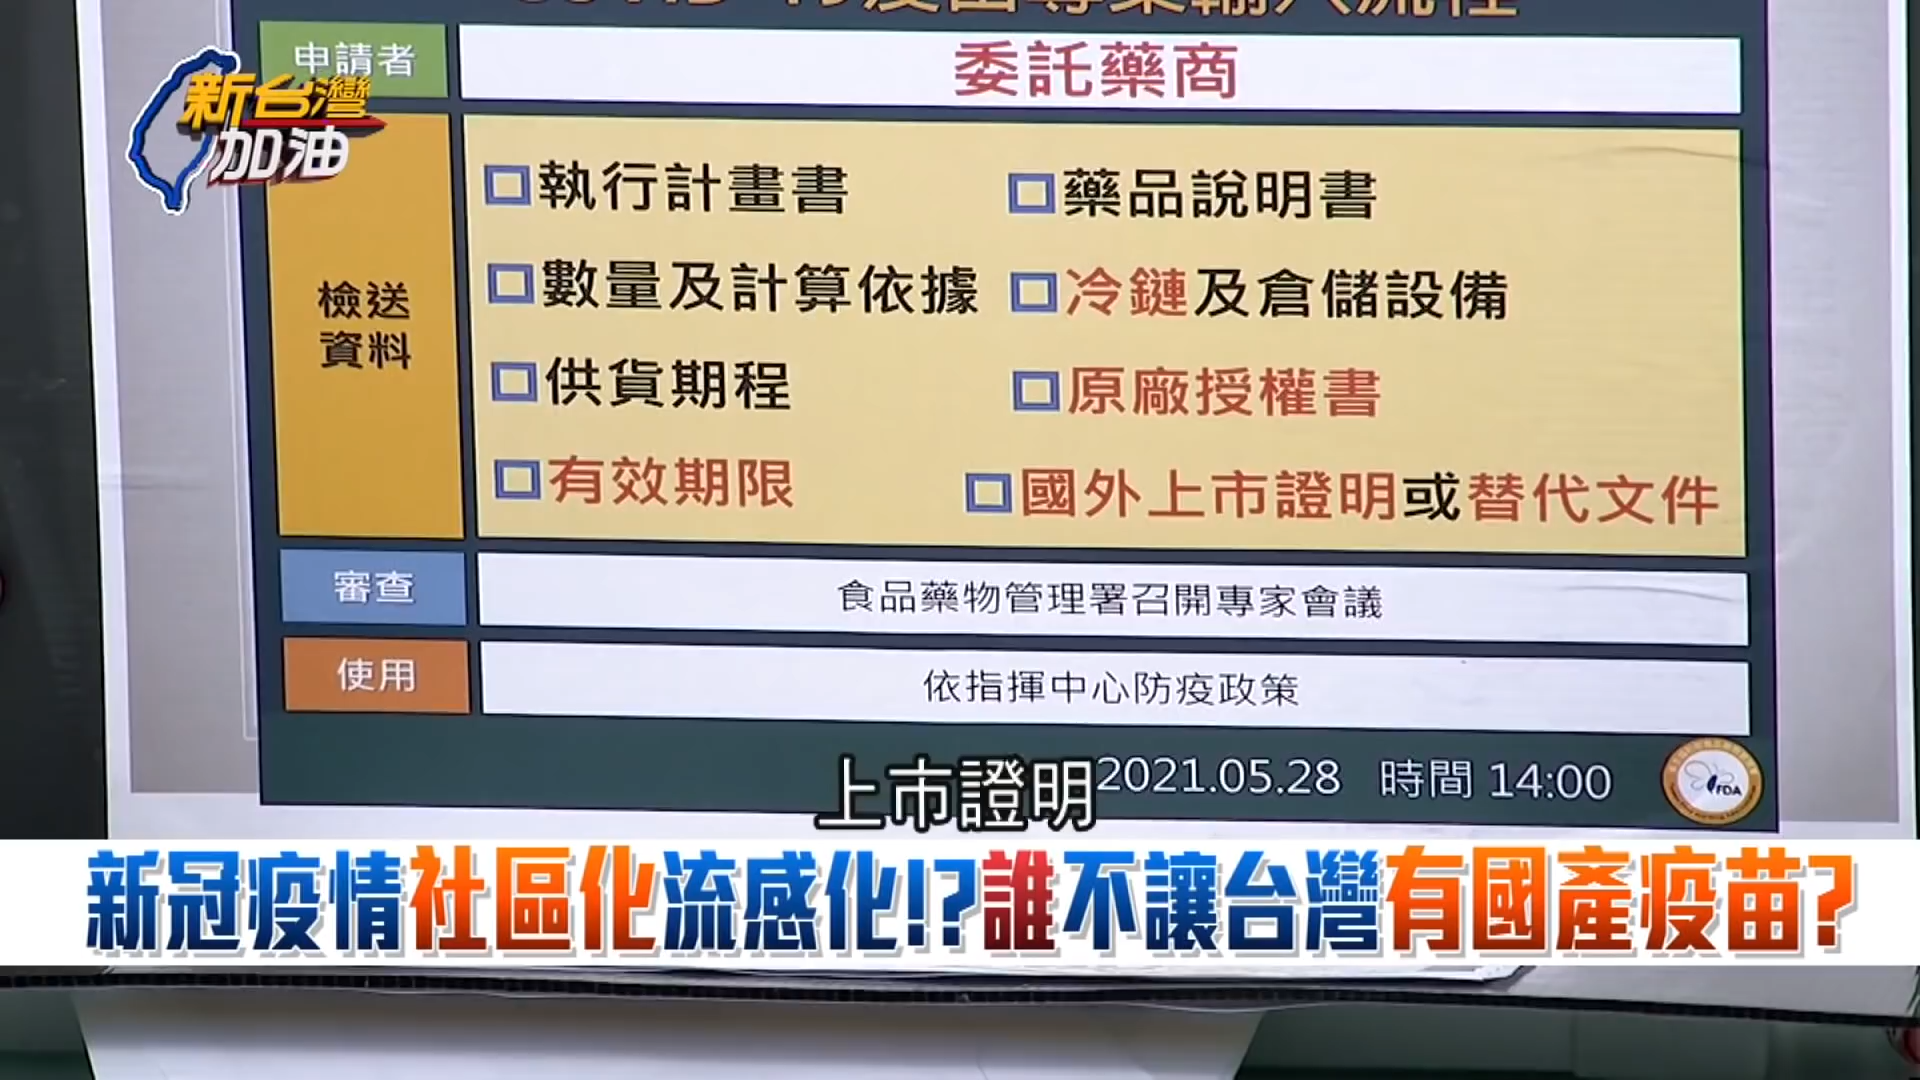 申請者
委託藥商
新台灣
加油
執行計畫書
藥品說明書
數量及計算依據
冷鏈及倉儲設備
檢送
資料
供貨期程
原廠授權書
有效期限
國外上市證明或替代文件
審查
食品藥物管理署召開專家會議
使用
依指揮中心防疫政策
2021.05.28 時間 14:00
FDA
上市證明
新冠疫情社區化流感化!?誰不讓台灣有國產疫苗?